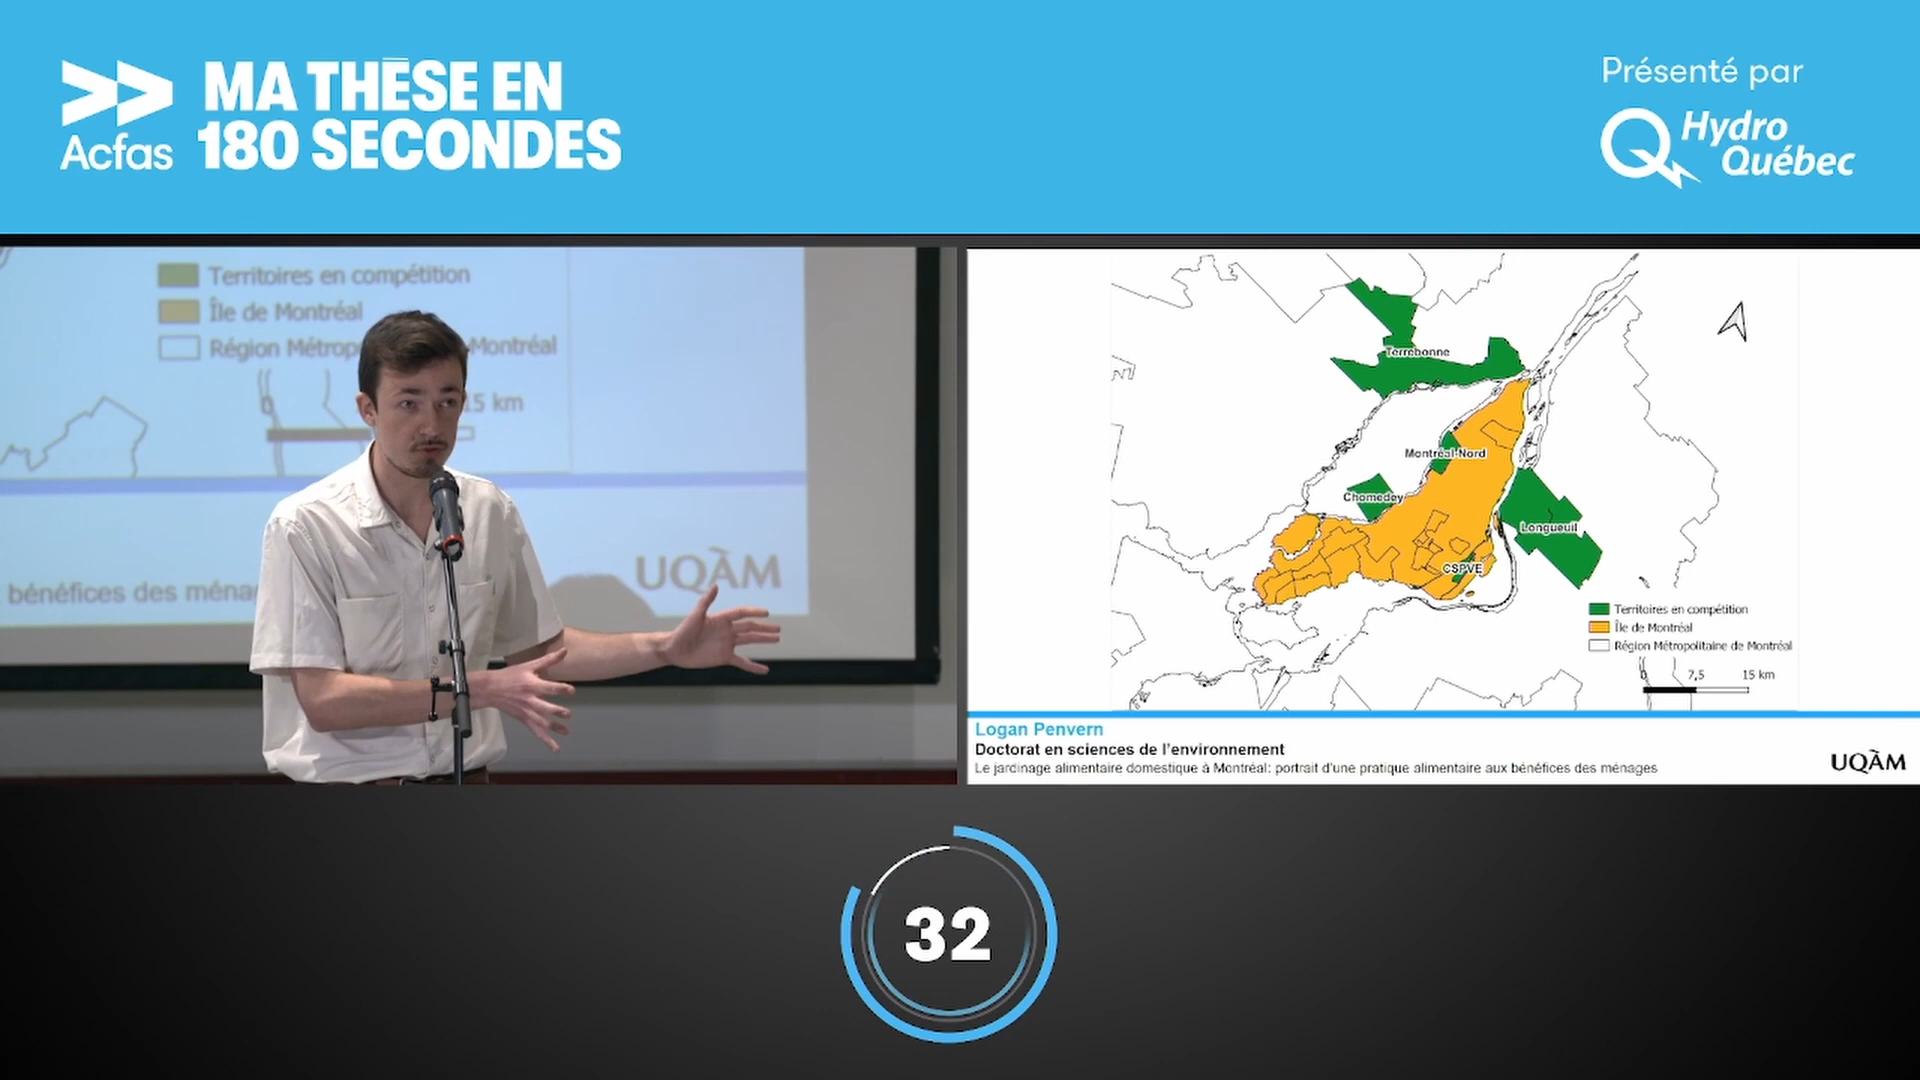 Acfas
MA THÈSE EN
180 SECONDES
Présenté par
Hydro
Québec
Territoires en compétition
Île de Montréal
Région Métrop
Montréal
15 km
bénéfices des ména
UQÀM
Terrebonne
Montréal-Nord
Chomedey
Longueuil
CSPVE
Territoires en compétition
Île de Montréal
Région Métropolitaine de Montréal
0 7,5 15 km
Logan Penvern
Doctorat en sciences de l'environnement
Le jardinage alimentaire domestique à Montréal: portrait d'une pratique alimentaire aux bénéfices des ménages
UQÀM
32